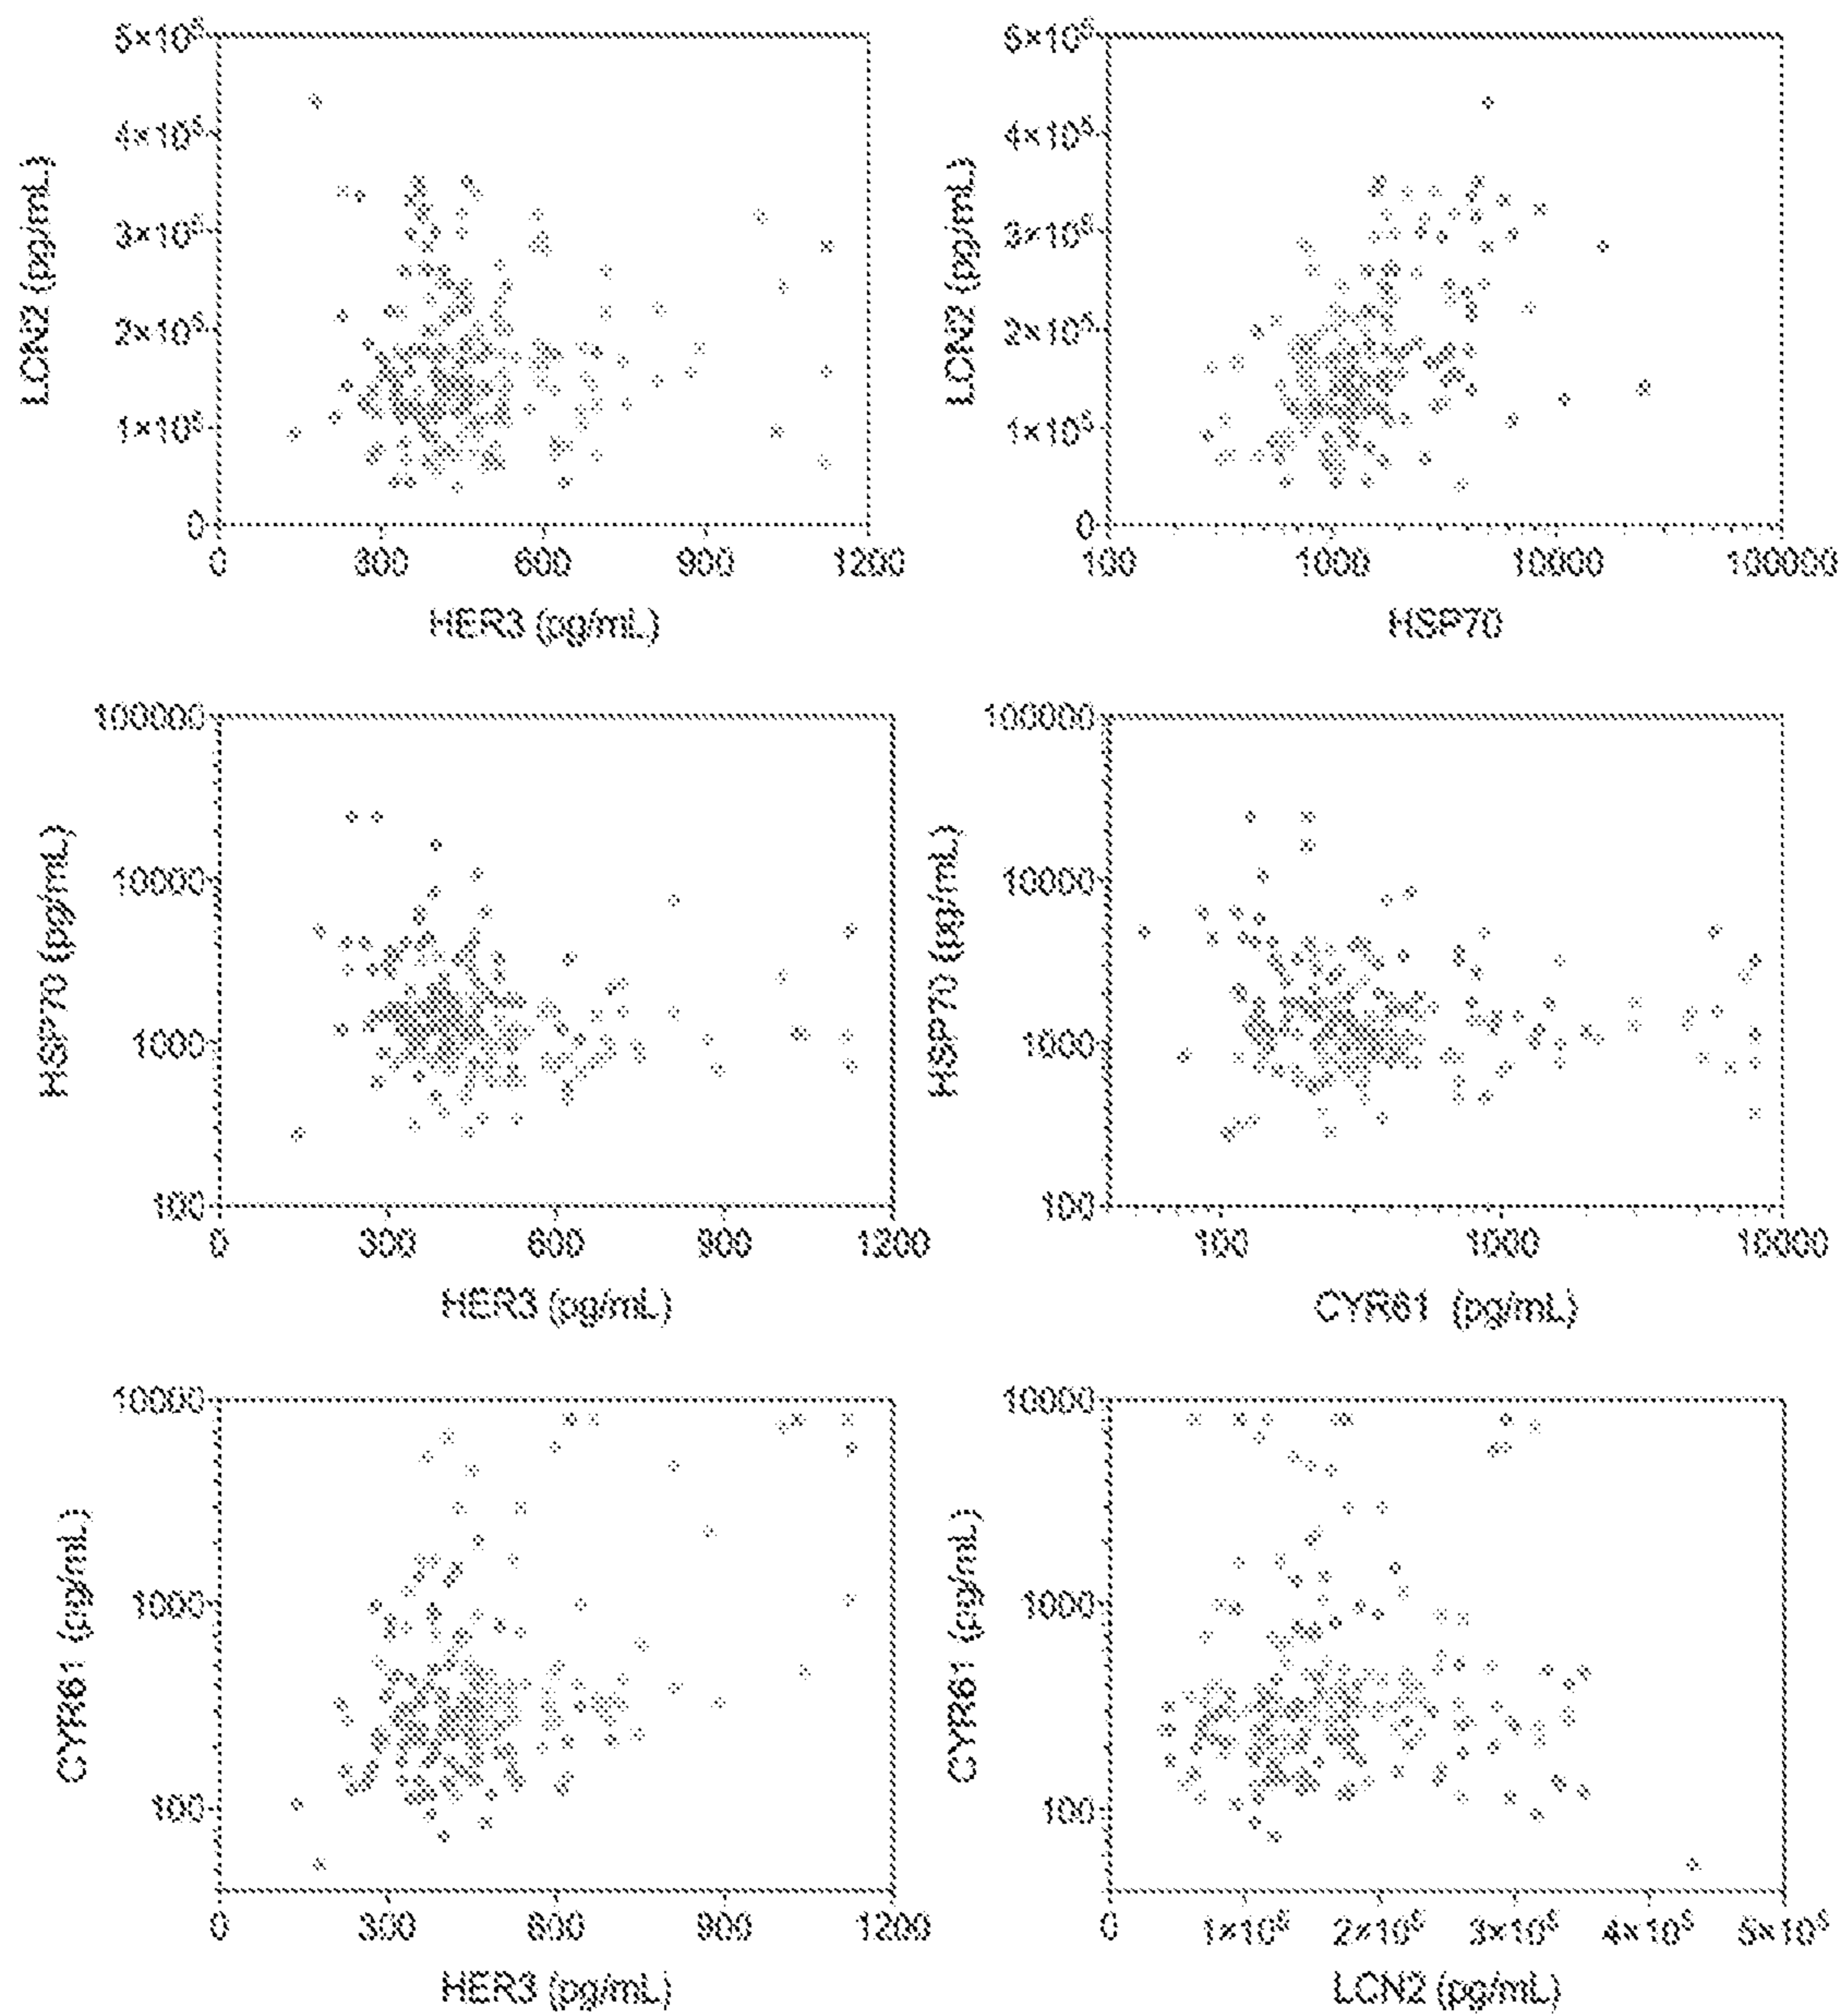 5×10⁵
4×10⁵
3×10⁵
2×10⁵
1×10⁵
0
LCN2 (pg/mL)
0 300 600 900 1200
HER3 (pg/mL)
5×10⁵
4×10⁵
3×10⁵
2×10⁵
1×10⁵
0
LCN2 (pg/mL)
100 1000 10000 100000
HSP70
100000
10000
1000
100
HSP70 (pg/mL)
0 300 600 900 1200
HER3 (pg/mL)
100000
10000
1000
100
HSP70 (pg/mL)
100 1000 10000
CYR61 (pg/mL)
10000
1000
100
CYR61 (pg/mL)
0 300 600 900 1200
HER3 (pg/mL)
10000
1000
100
CYR61 (pg/mL)
0 1×10⁵ 2×10⁵ 3×10⁵ 4×10⁵ 5×10⁵
LCN2 (pg/mL)